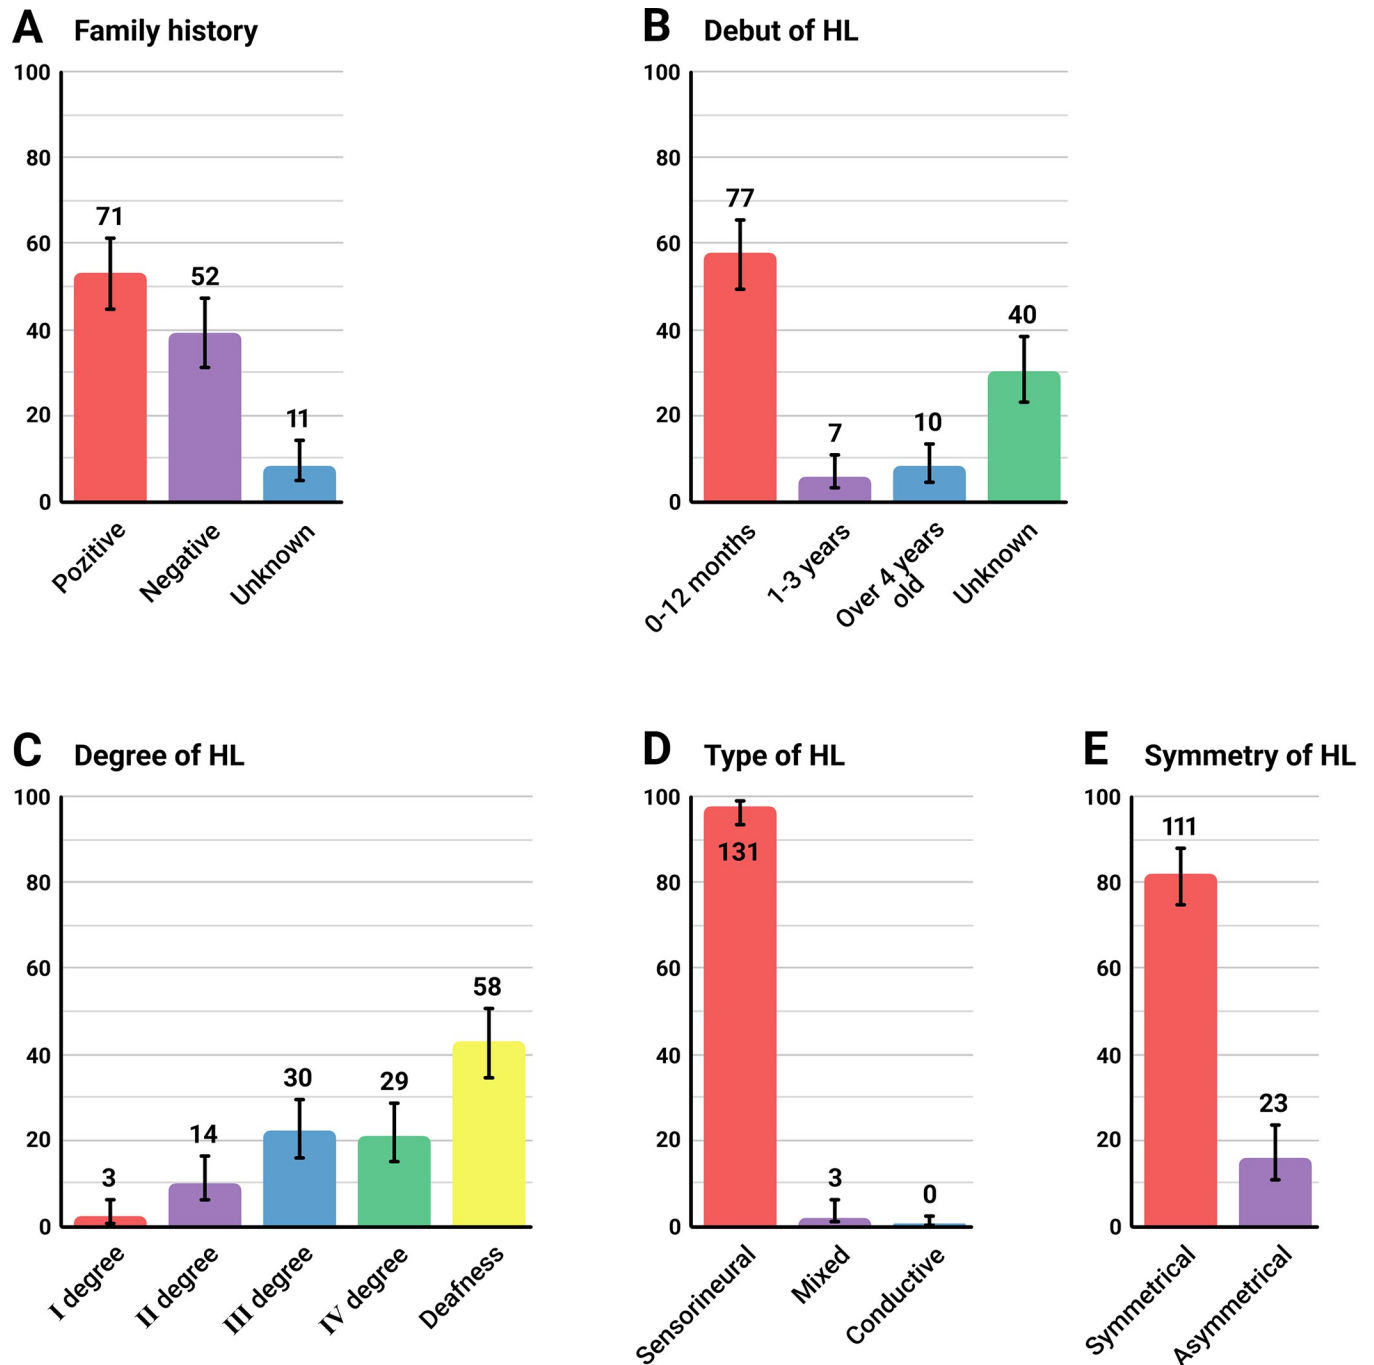 A Family history
100
80
60
40
20
0
71
52
11
Pozitive
Negative
Unknown
B Debut of HL
100
80
60
40
20
0
77
7
10
40
0-12 months
1-3 years
Over 4 years
old
Unknown
C Degree of HL
100
80
60
40
20
0
3
14
30
29
58
I degree
II degree
III degree
IV degree
Deafness
D Type of HL
100
80
60
40
20
0
131
3
0
Sensorineural
Mixed
Conductive
E Symmetry of HL
100
80
60
40
20
0
111
23
Symmetrical
Asymmetrical